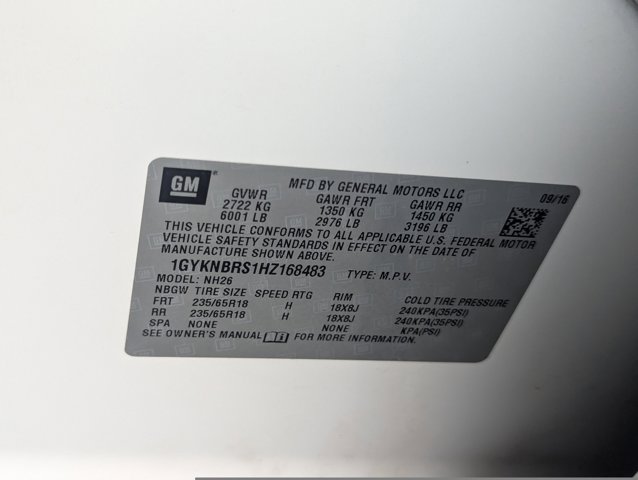 GM
MFD BY GENERAL MOTORS LLC 09/16
GVWR GAWR FRT GAWR RR
2722 KG 1350 KG 1450 KG
6001 LB 2976 LB 3196 LB
THIS VEHICLE CONFORMS TO ALL APPLICABLE U.S. FEDERAL MOTOR
VEHICLE SAFETY STANDARDS IN EFFECT ON THE DATE OF
MANUFACTURE SHOWN ABOVE.
1GYKNBRS1HZ168483 TYPE: M.P.V.
MODEL: NH26
NBGW TIRE SIZE SPEED RTG RIM COLD TIRE PRESSURE
FRT 235/65R18 H 18X8J 240KPA(35PSI)
RR 235/65R18 H 18X8J 240KPA(35PSI)
SPA NONE NONE KPA(PSI)
SEE OWNER'S MANUAL FOR MORE INFORMATION.